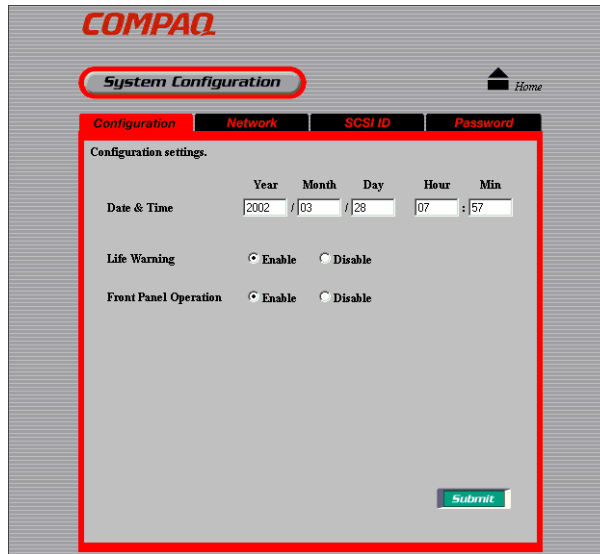 COMPAQ
System Configuration
Home
Configuration Network SCSI ID Password
Configuration settings.
Year Month Day Hour Min
Date & Time 2002 / 03 / 28 07 : 57
Life Warning Enable Disable
Front Panel Operation Enable Disable
Submit